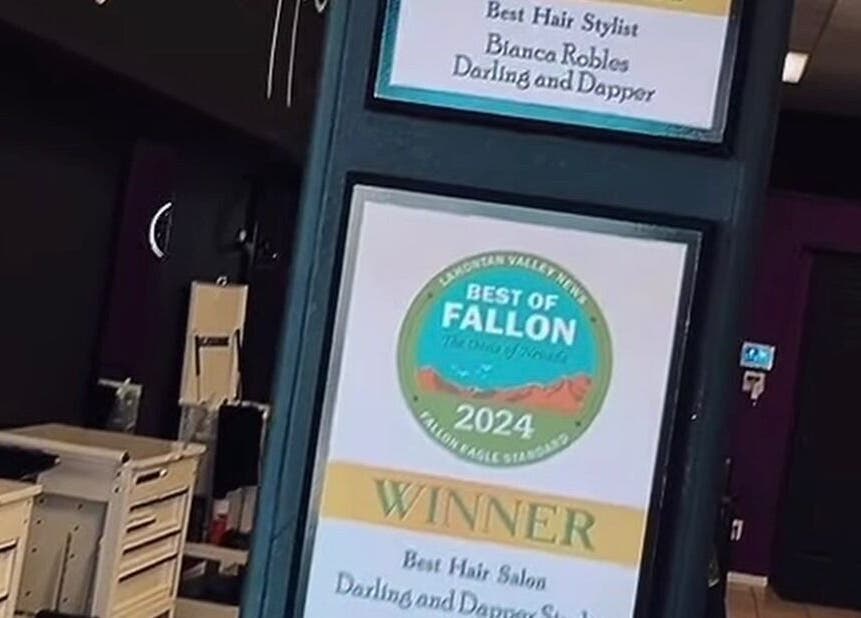 Best Hair Stylist
Bianca Robles
Darling and Dapper
LAHONTAN VALLEY NEWS
BEST OF
FALLON
The Oasis of Nevada
2024
FALLON EAGLE STANDARD
WINNER
Best Hair Salon
Darling and Dapper